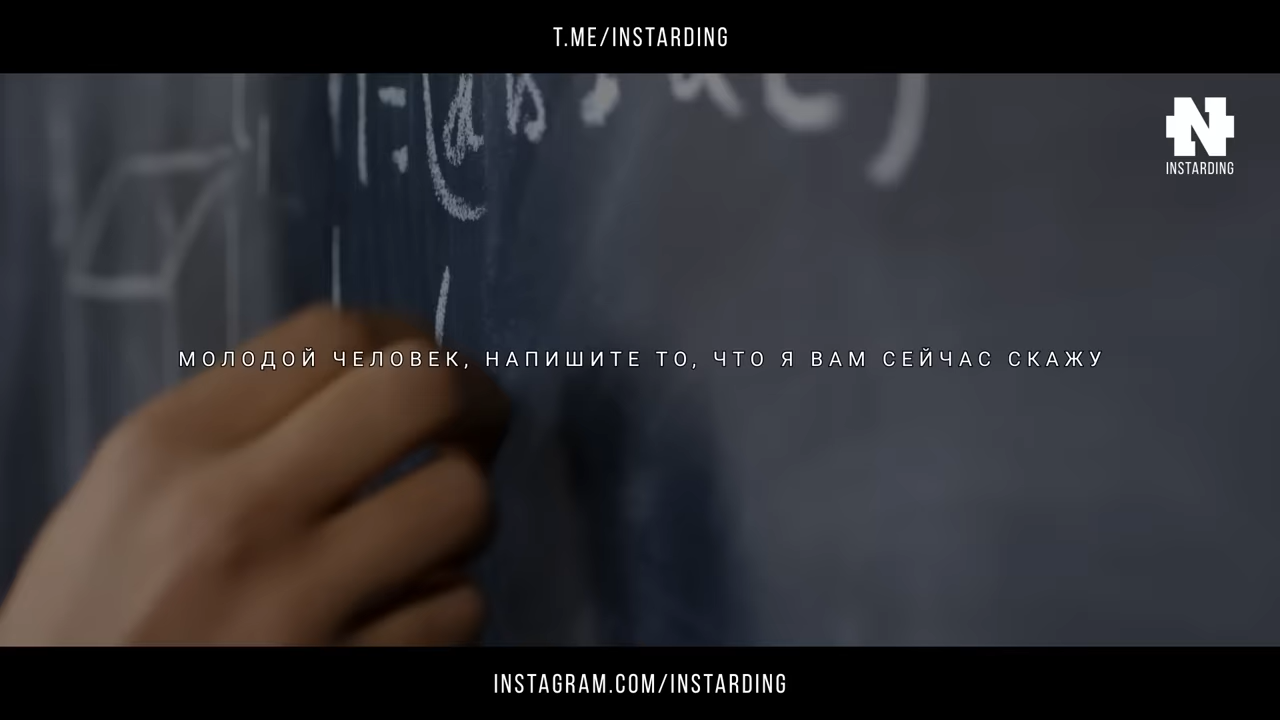 T.ME/INSTARDING
INSTARDING
МОЛОДОЙ ЧЕЛОВЕК, НАПИШИТЕ ТО, ЧТО Я ВАМ СЕЙЧАС СКАЖУ
INSTAGRAM.COM/INSTARDING